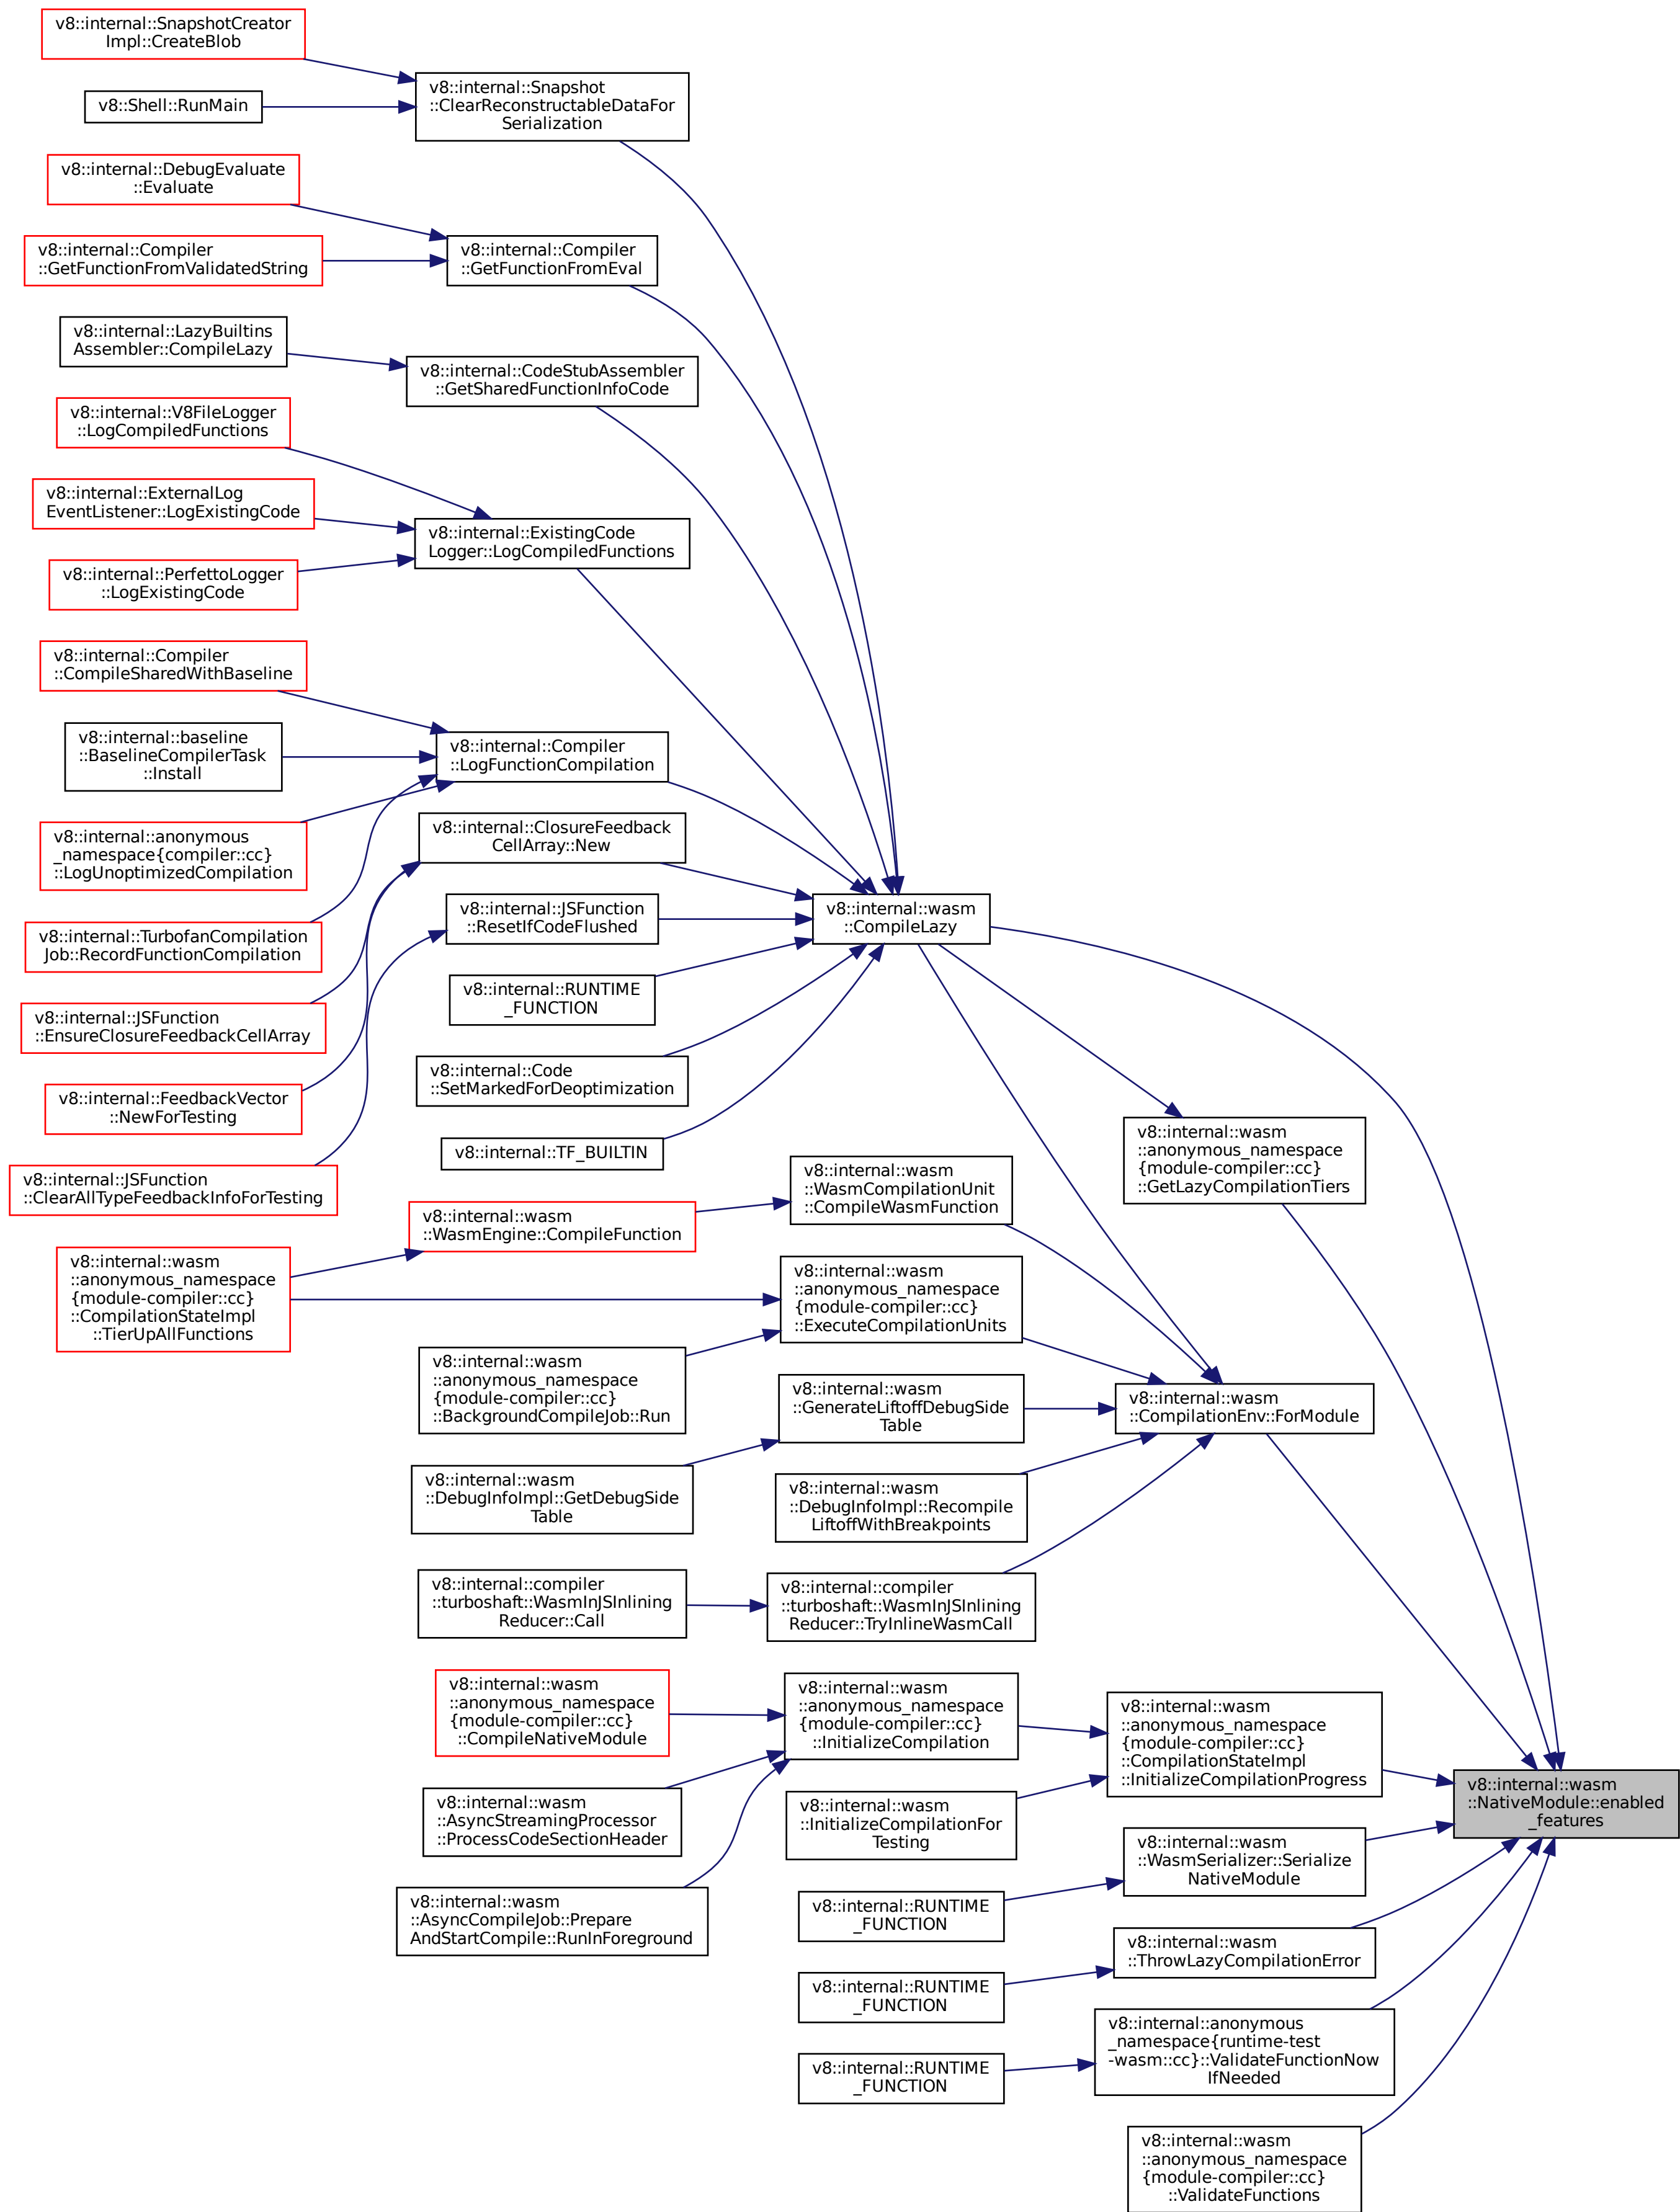 v8::internal::SnapshotCreator
Impl::CreateBlob
v8::Shell::RunMain
v8::internal::DebugEvaluate
::Evaluate
v8::internal::Compiler
::GetFunctionFromValidatedString
v8::internal::LazyBuiltins
Assembler::CompileLazy
v8::internal::V8FileLogger
::LogCompiledFunctions
v8::internal::ExternalLog
EventListener::LogExistingCode
v8::internal::PerfettoLogger
::LogExistingCode
v8::internal::Compiler
::CompileSharedWithBaseline
v8::internal::baseline
::BaselineCompilerTask
::Install
v8::internal::anonymous
_namespace{compiler::cc}
::LogUnoptimizedCompilation
v8::internal::TurbofanCompilation
Job::RecordFunctionCompilation
v8::internal::JSFunction
::EnsureClosureFeedbackCellArray
v8::internal::FeedbackVector
::NewForTesting
v8::internal::JSFunction
::ClearAllTypeFeedbackInfoForTesting
v8::internal::wasm
::anonymous_namespace
{module-compiler::cc}
::CompilationStateImpl
::TierUpAllFunctions
v8::internal::Snapshot
::ClearReconstructableDataFor
Serialization
v8::internal::Compiler
::GetFunctionFromEval
v8::internal::CodeStubAssembler
::GetSharedFunctionInfoCode
v8::internal::ExistingCode
Logger::LogCompiledFunctions
v8::internal::Compiler
::LogFunctionCompilation
v8::internal::ClosureFeedback
CellArray::New
v8::internal::JSFunction
::ResetIfCodeFlushed
v8::internal::RUNTIME
_FUNCTION
v8::internal::Code
::SetMarkedForDeoptimization
v8::internal::TF_BUILTIN
v8::internal::wasm
::WasmEngine::CompileFunction
v8::internal::wasm
::anonymous_namespace
{module-compiler::cc}
::BackgroundCompileJob::Run
v8::internal::wasm
::DebugInfoImpl::GetDebugSide
Table
v8::internal::compiler
::turboshaft::WasmInJSInlining
Reducer::Call
v8::internal::wasm
::anonymous_namespace
{module-compiler::cc}
::CompileNativeModule
v8::internal::wasm
::AsyncStreamingProcessor
::ProcessCodeSectionHeader
v8::internal::wasm
::AsyncCompileJob::Prepare
AndStartCompile::RunInForeground
v8::internal::wasm
::CompileLazy
v8::internal::wasm
::WasmCompilationUnit
::CompileWasmFunction
v8::internal::wasm
::anonymous_namespace
{module-compiler::cc}
::ExecuteCompilationUnits
v8::internal::wasm
::GenerateLiftoffDebugSide
Table
v8::internal::wasm
::DebugInfoImpl::Recompile
LiftoffWithBreakpoints
v8::internal::compiler
::turboshaft::WasmInJSInlining
Reducer::TryInlineWasmCall
v8::internal::wasm
::anonymous_namespace
{module-compiler::cc}
::InitializeCompilation
v8::internal::wasm
::InitializeCompilationFor
Testing
v8::internal::RUNTIME
_FUNCTION
v8::internal::RUNTIME
_FUNCTION
v8::internal::RUNTIME
_FUNCTION
v8::internal::wasm
::anonymous_namespace
{module-compiler::cc}
::GetLazyCompilationTiers
v8::internal::wasm
::CompilationEnv::ForModule
v8::internal::wasm
::anonymous_namespace
{module-compiler::cc}
::CompilationStateImpl
::InitializeCompilationProgress
v8::internal::wasm
::WasmSerializer::Serialize
NativeModule
v8::internal::wasm
::ThrowLazyCompilationError
v8::internal::anonymous
_namespace{runtime-test
-wasm::cc}::ValidateFunctionNow
IfNeeded
v8::internal::wasm
::anonymous_namespace
{module-compiler::cc}
::ValidateFunctions
v8::internal::wasm
::NativeModule::enabled
_features